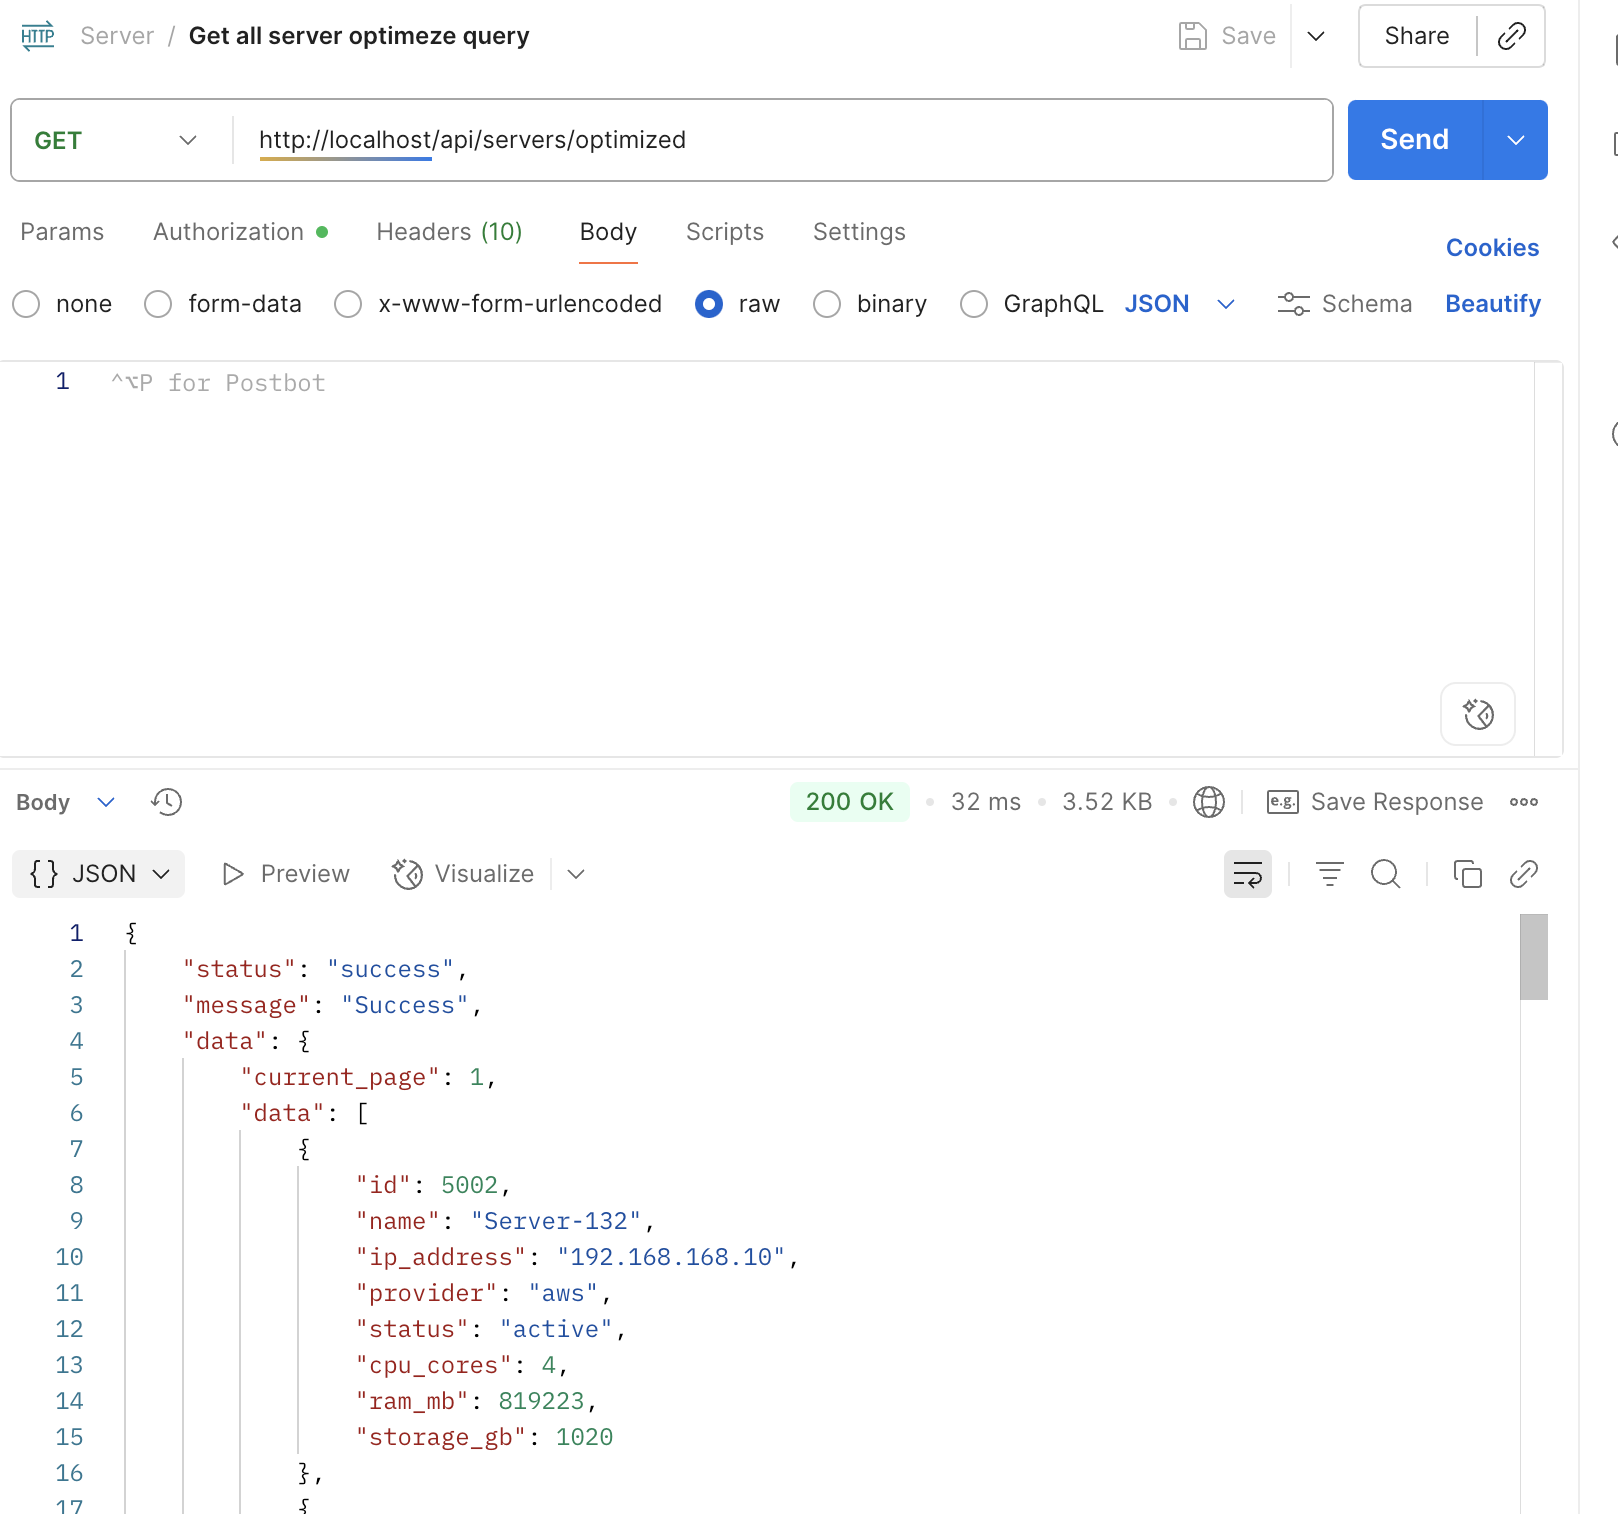 HTTP Server / Get all server optimeze query Save Share
GET http://localhost/api/servers/optimized Send
Params Authorization Headers (10) Body Scripts Settings Cookies
none form-data x-www-form-urlencoded raw binary GraphQL JSON Schema Beautify
1 ^⌥P for Postbot
Body 200 OK • 32 ms • 3.52 KB • e.g. Save Response
{} JSON Preview Visualize
1 {
2 "status": "success",
3 "message": "Success",
4 "data": {
5 "current_page": 1,
6 "data": [
7 {
8 "id": 5002,
9 "name": "Server-132",
10 "ip_address": "192.168.168.10",
11 "provider": "aws",
12 "status": "active",
13 "cpu_cores": 4,
14 "ram_mb": 819223,
15 "storage_gb": 1020
16 },
17 {